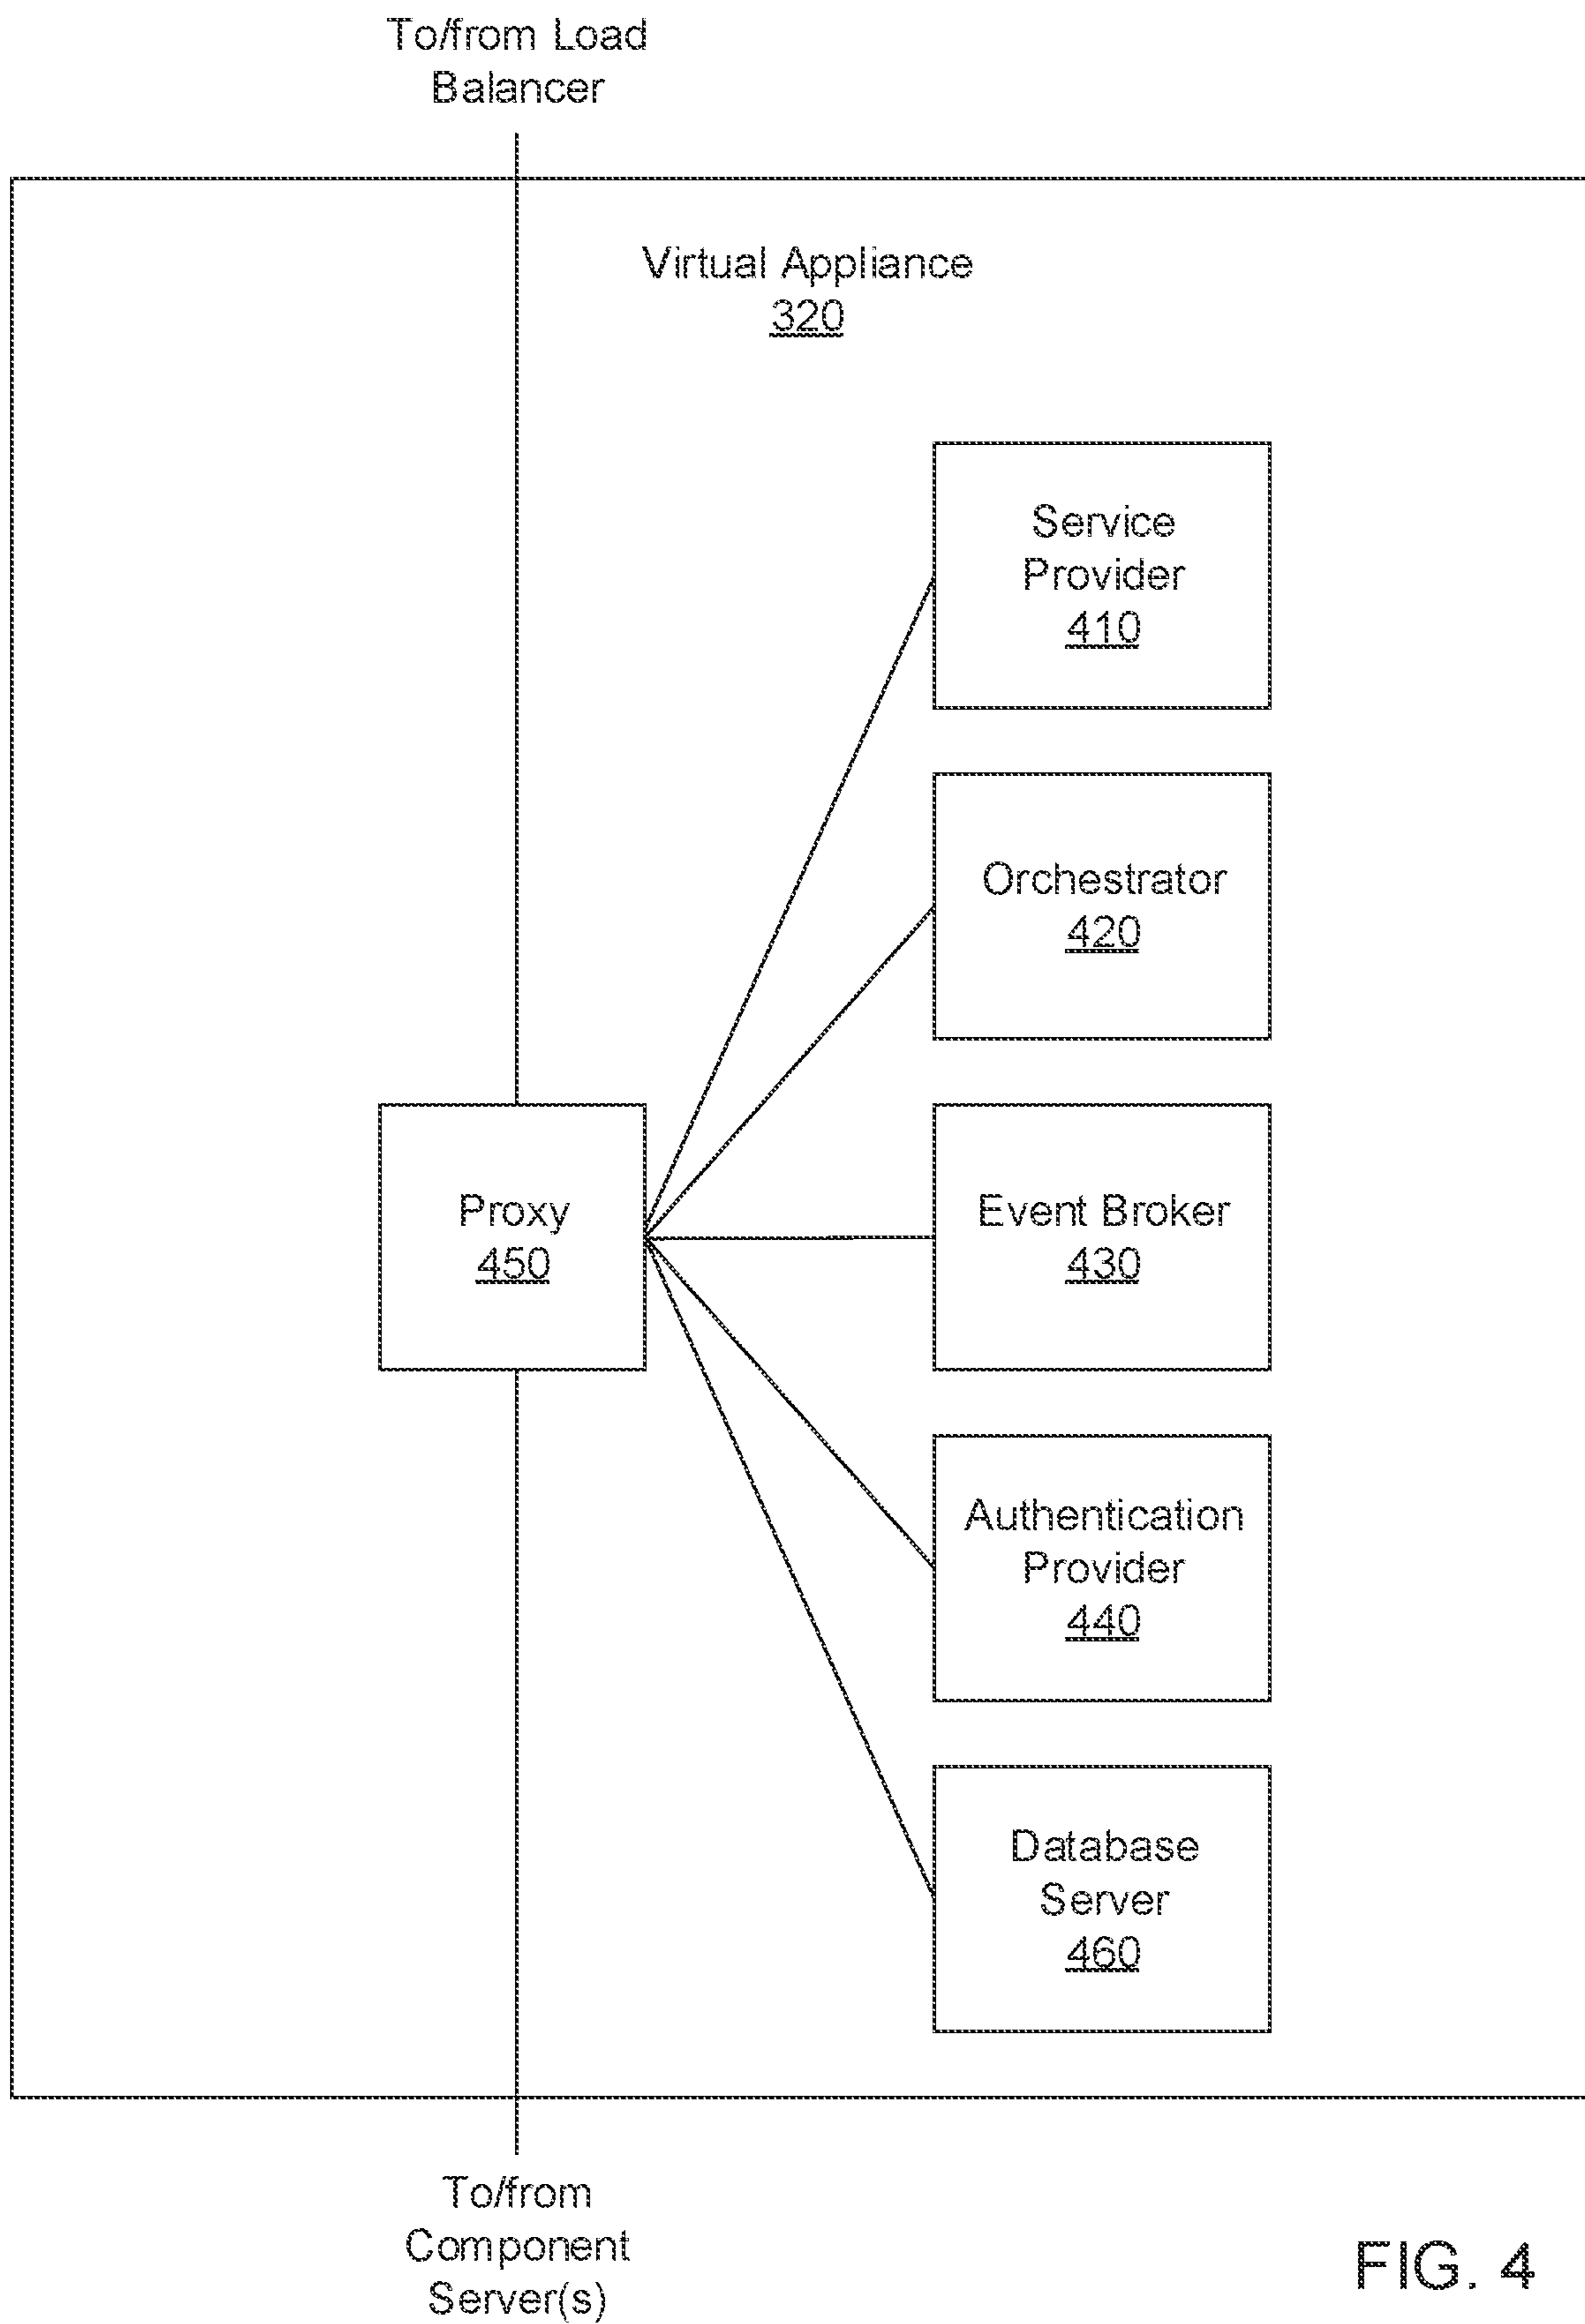 To/from Load
Balancer
Virtual Appliance
320
Service
Provider
410
Orchestrator
420
Proxy
450
Event Broker
430
Authentication
Provider
440
Database
Server
460
To/from
Component
Server(s)
FIG. 4